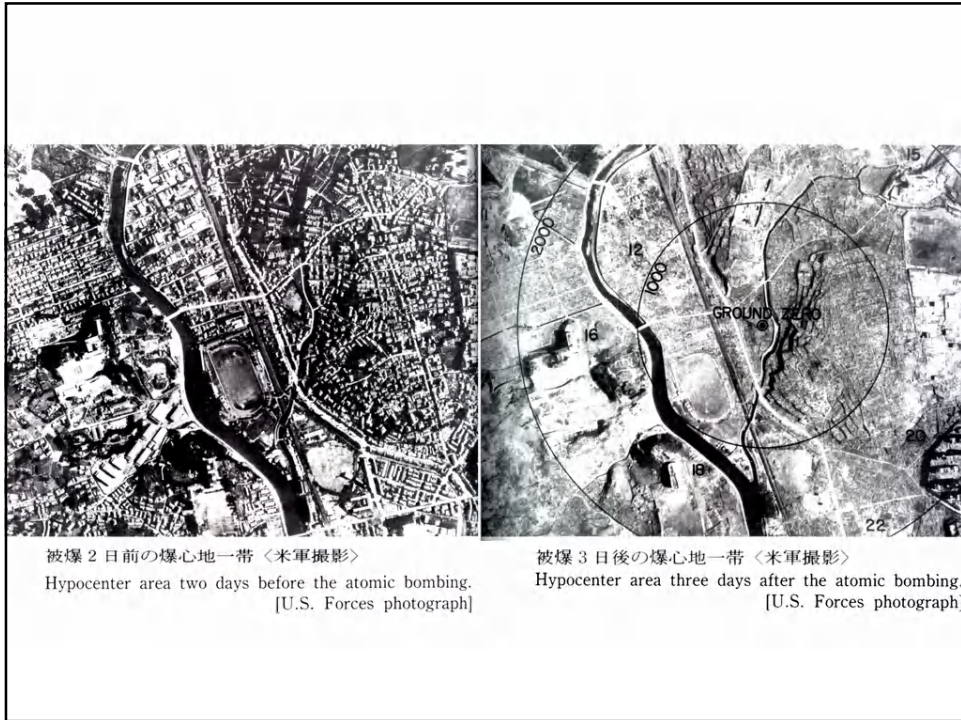 15
2000
12
1000
GROUND ZERO
16
18
20
22
被爆2日前の爆心地一帯〈米軍撮影〉
Hypocenter area two days before the atomic bombing.
[U.S. Forces photograph]
被爆3日後の爆心地一帯〈米軍撮影〉
Hypocenter area three days after the atomic bombing.
[U.S. Forces photograph]